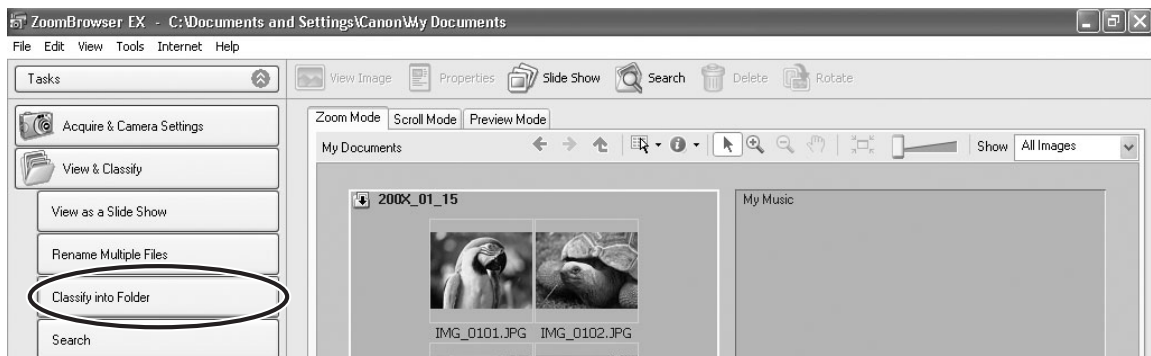 ZoomBrowser EX - C:\Documents and Settings\Canon\My Documents
File Edit View Tools Internet Help
Tasks
View Image Properties Slide Show Search Delete Rotate
Acquire & Camera Settings
View & Classify
View as a Slide Show
Rename Multiple Files
Classify into Folder
Search
Zoom Mode Scroll Mode Preview Mode
My Documents Show All Images
200X_01_15
My Music
IMG_0101.JPG IMG_0102.JPG